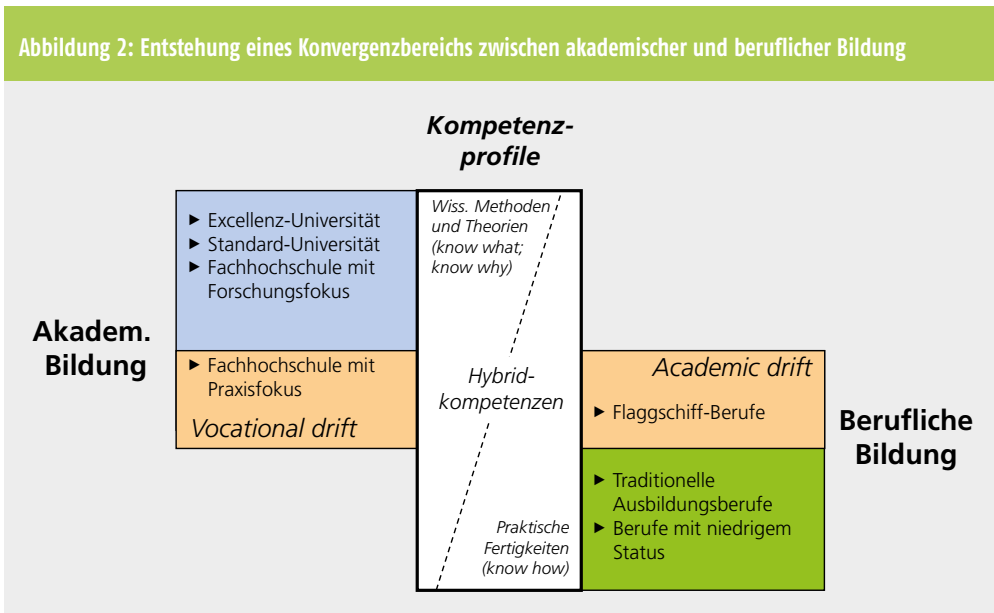 Abbildung 2: Entstehung eines Konvergenzbereichs zwischen akademischer und beruflicher Bildung
Kompetenz-
profile
Akadem.
Bildung
► Excellenz-Universität
► Standard-Universität
► Fachhochschule mit
Forschungsfokus
► Fachhochschule mit
Praxisfokus
Vocational drift
Wiss. Methoden
und Theorien
(know what;
know why)
Hybrid-
kompetenzen
Praktische
Fertigkeiten
(know how)
Academic drift
► Flaggschiff-Berufe
► Traditionelle
Ausbildungsberufe
► Berufe mit niedrigem
Status
Berufliche
Bildung